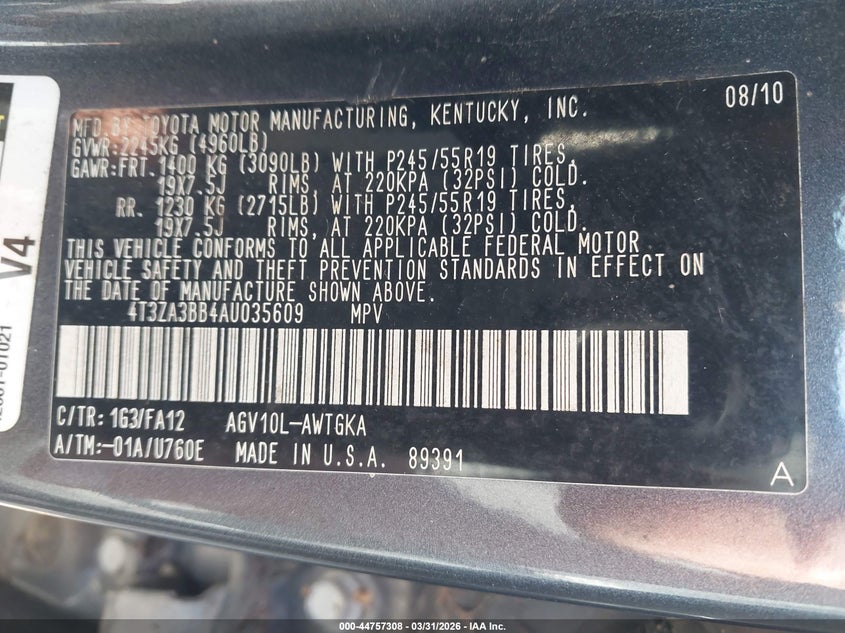 08/10
MFD.BY TOYOTA MOTOR MANUFACTURING, KENTUCKY, INC.
GVWR:2245KG (4960LB)
GAWR:FRT.1400 KG (3090LB) WITH P245/55R19 TIRES,
19X7.5J RIMS, AT 220KPA (32PSI) COLD.
RR. 1230 KG (2715LB) WITH P245/55R19 TIRES,
19X7.5J RIMS, AT 220KPA (32PSI) COLD.
THIS VEHICLE CONFORMS TO ALL APPLICABLE FEDERAL MOTOR
VEHICLE SAFETY AND THEFT PREVENTION STANDARDS IN EFFECT ON
THE DATE OF MANUFACTURE SHOWN ABOVE.
4T3ZA3BB4AU035609 MPV
C/TR: 1G3/FA12 AGV10L-AWTGKA
A/TM:-01A/U760E MADE IN U.S.A. 89391
A
V4
000-44757308 - 03/31/2026 - IAA Inc.